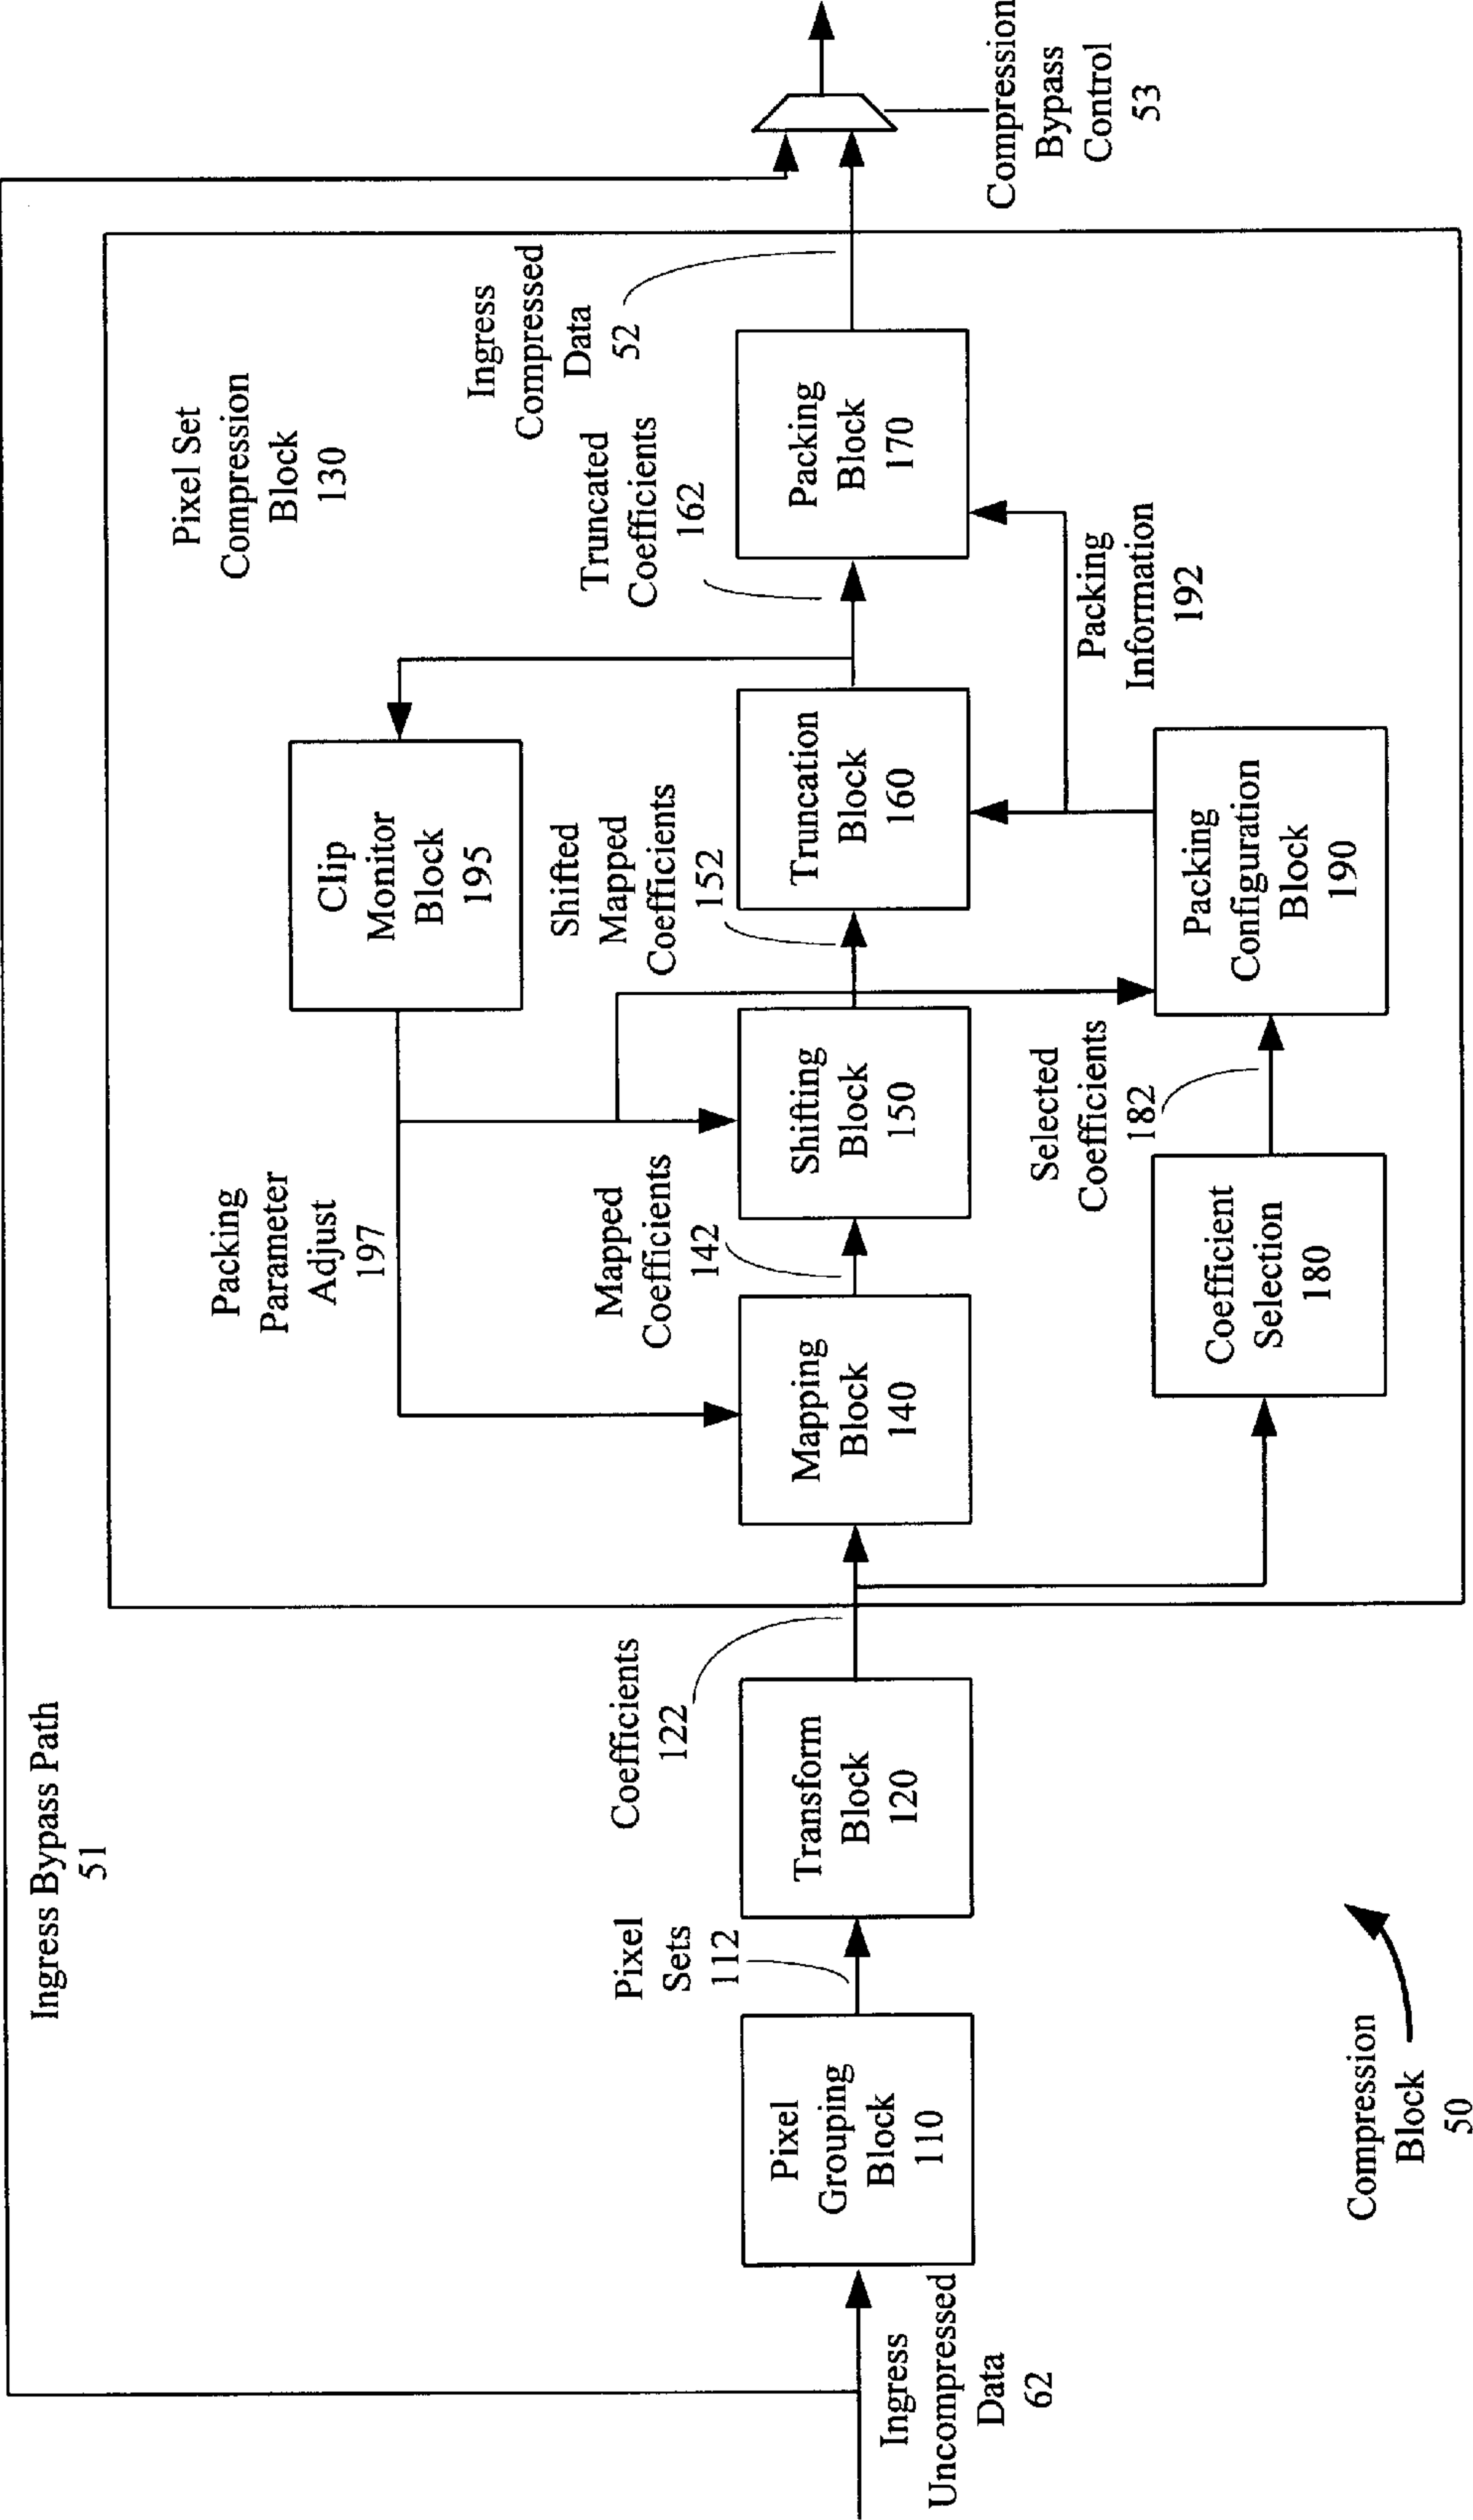 Ingress Bypass Path
51
Ingress
Uncompressed
Data
62
Pixel
Grouping
Block
110
Pixel
Sets
112
Transform
Block
120
Coefficients
122
Pixel Set
Compression
Block
130
Packing
Parameter
Adjust
197
Clip
Monitor
Block
195
Mapping
Block
140
Mapped
Coefficients
142
Shifting
Block
150
Shifted
Mapped
Coefficients
152
Truncation
Block
160
Truncated
Coefficients
162
Packing
Block
170
Ingress
Compressed
Data
52
Coefficient
Selection
180
Selected
Coefficients
182
Packing
Configuration
Block
190
Packing
Information
192
Compression
Bypass
Control
53
Compression
Block
50